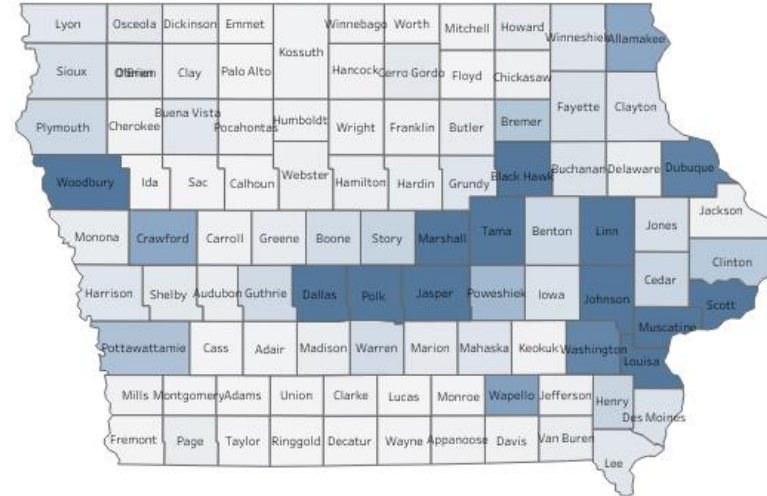 Lyon
Osceola
Dickinson
Emmet
Kossuth
Winnebago
Worth
Mitchell
Howard
Winneshiek
Allamakee
Sioux
O'Brien
Clay
Palo Alto
Hancock
Cerro Gordo
Floyd
Chickasaw
Plymouth
Cherokee
Buena Vista
Pocahontas
Humboldt
Wright
Franklin
Butler
Bremer
Fayette
Clayton
Woodbury
Ida
Sac
Calhoun
Webster
Hamilton
Hardin
Grundy
Black Hawk
Buchanan
Delaware
Dubuque
Monona
Crawford
Carroll
Greene
Boone
Story
Marshall
Tama
Benton
Linn
Jones
Jackson
Harrison
Shelby
Audubon
Guthrie
Dallas
Polk
Jasper
Poweshiek
Iowa
Johnson
Cedar
Clinton
Scott
Muscatine
Pottawattamie
Cass
Adair
Madison
Warren
Marion
Mahaska
Keokuk
Washington
Louisa
Mills
Montgomery
Adams
Union
Clarke
Lucas
Monroe
Wapello
Jefferson
Henry
Des Moines
Fremont
Page
Taylor
Ringgold
Decatur
Wayne
Appanoose
Davis
Van Buren
Lee